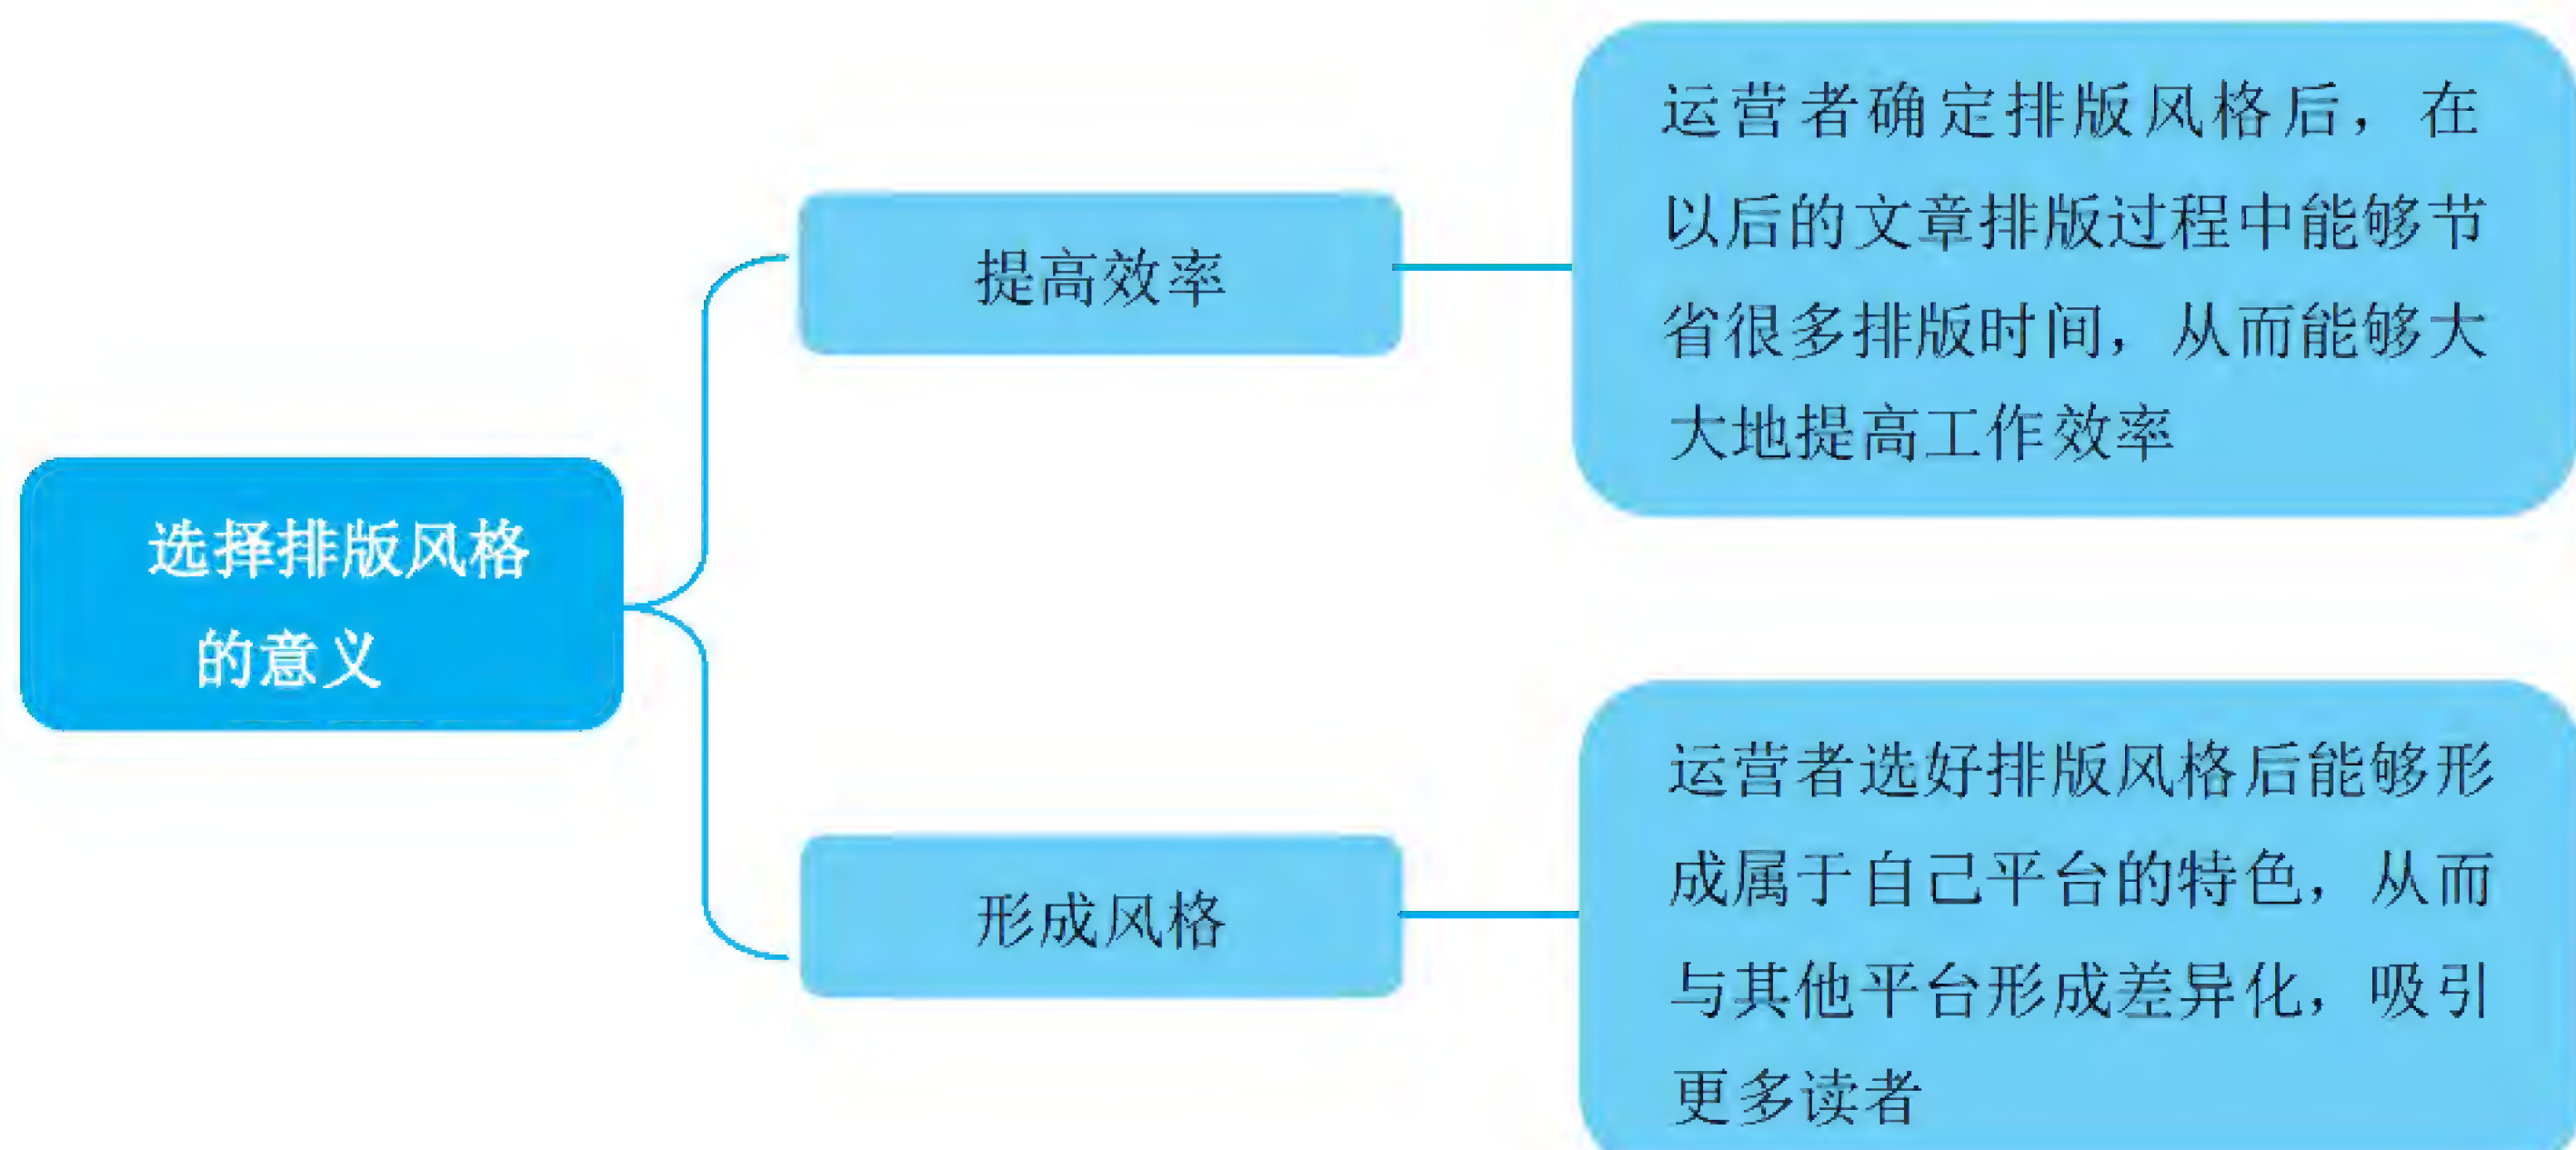 选择排版风格
的意义
提高效率
运营者确定排版风格后，在
以后的文章排版过程中能够节
省很多排版时间，从而能够大
大地提高工作效率
形成风格
运营者选好排版风格后能够形
成属于自己平台的特色，从而
与其他平台形成差异化，吸引
更多读者